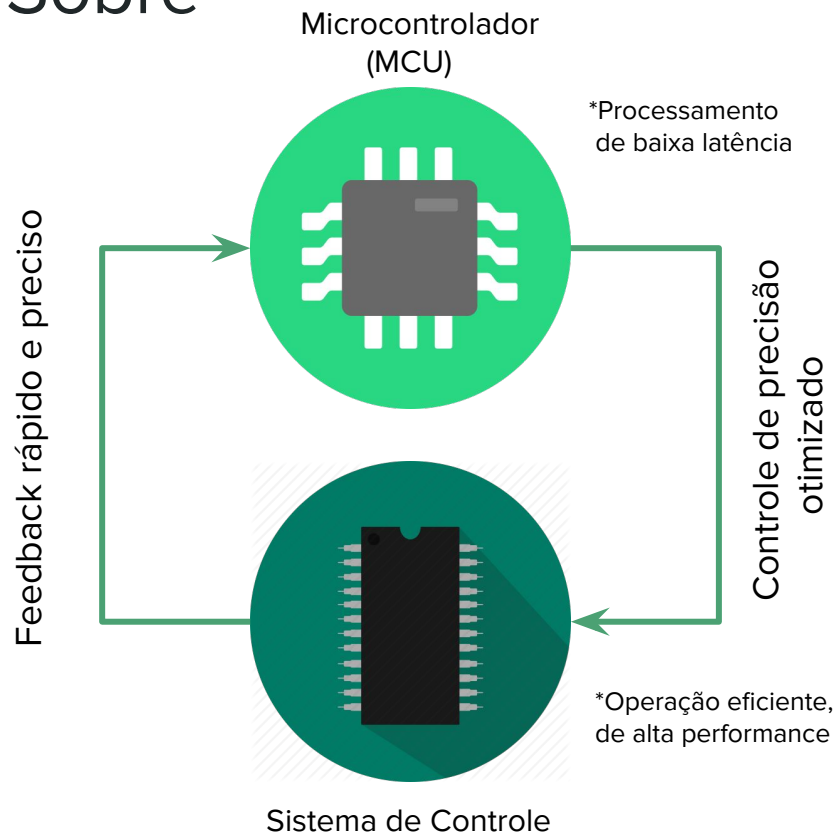 Sobre
Microcontrolador
(MCU)
*Processamento
de baixa latência
Feedback rápido e preciso
Controle de precisão
otimizado
*Operação eficiente,
de alta performance
Sistema de Controle